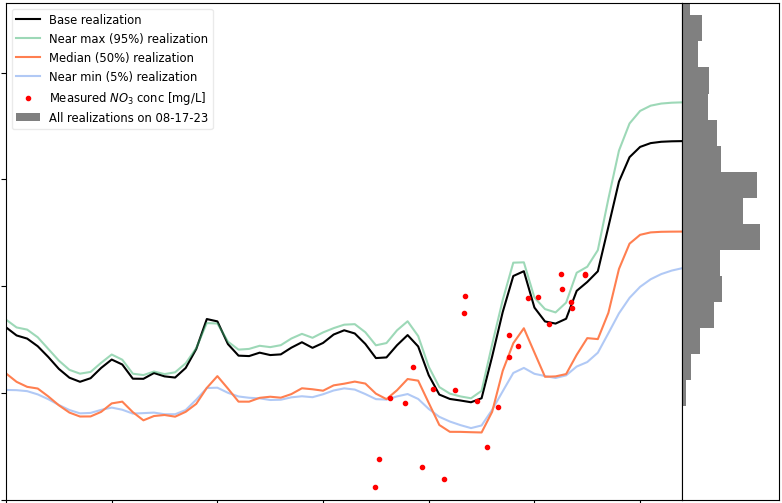 Base realization
Near max (95%) realization
Median (50%) realization
Near min (5%) realization
Measured NO₃ conc [mg/L]
All realizations on 08-17-23